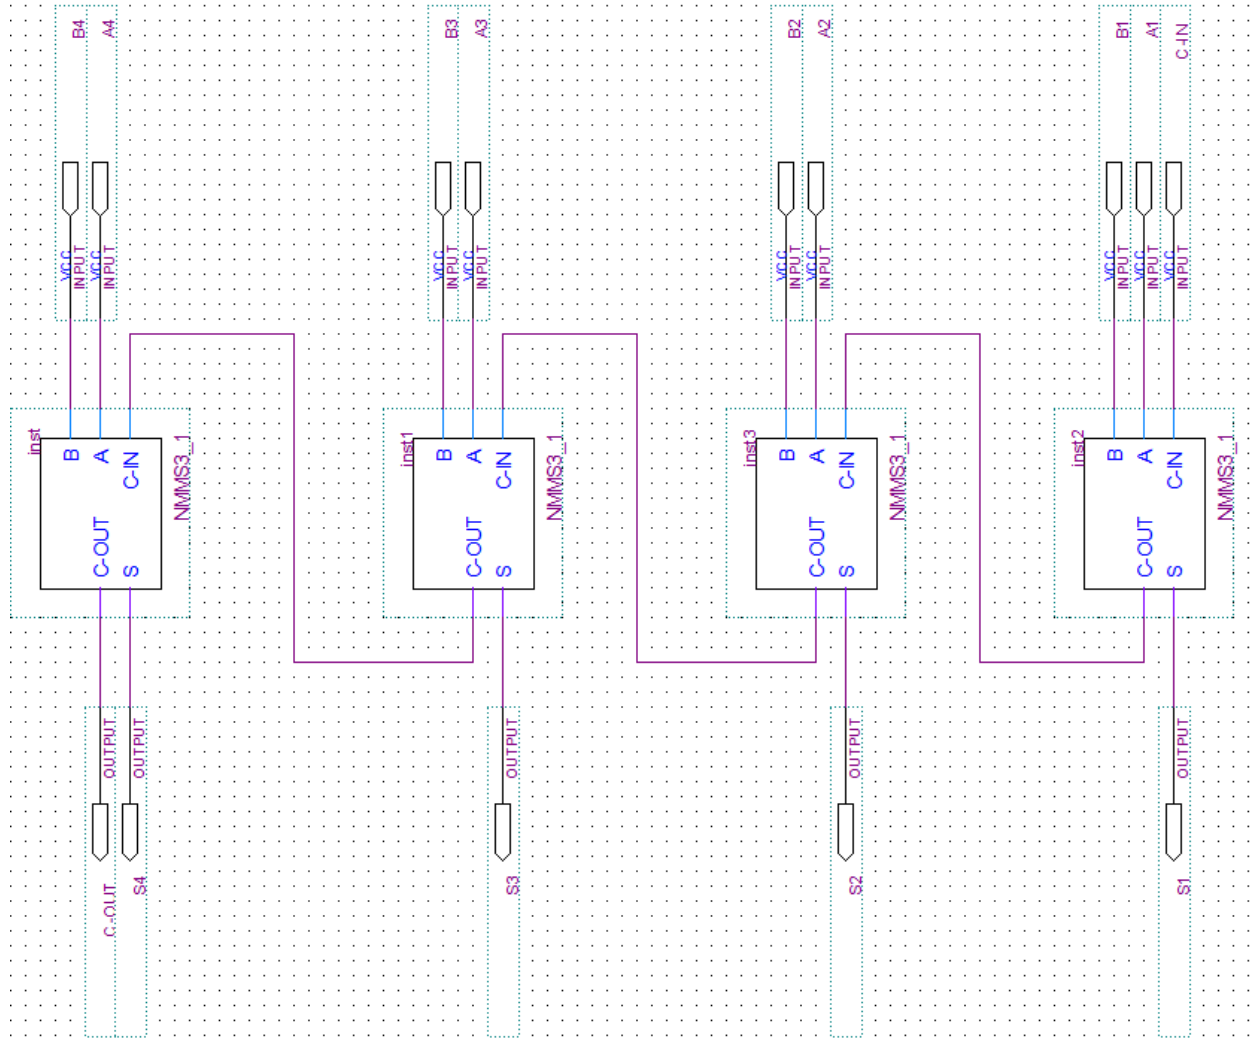 B4
A4
B3
A3
B2
A2
B1
A1
C-IN
VCC
INPUT
VCC
INPUT
VCC
INPUT
VCC
INPUT
VCC
INPUT
VCC
INPUT
VCC
INPUT
VCC
INPUT
VCC
INPUT
inst
B
A
C-IN
C-OUT
S
NMMS3_1
inst1
B
A
C-IN
C-OUT
S
NMMS3_1
inst3
B
A
C-IN
C-OUT
S
NMMS3_1
inst2
B
A
C-IN
C-OUT
S
NMMS3_1
OUTPUT
OUTPUT
OUTPUT
OUTPUT
OUTPUT
C-OUT
S4
S3
S2
S1